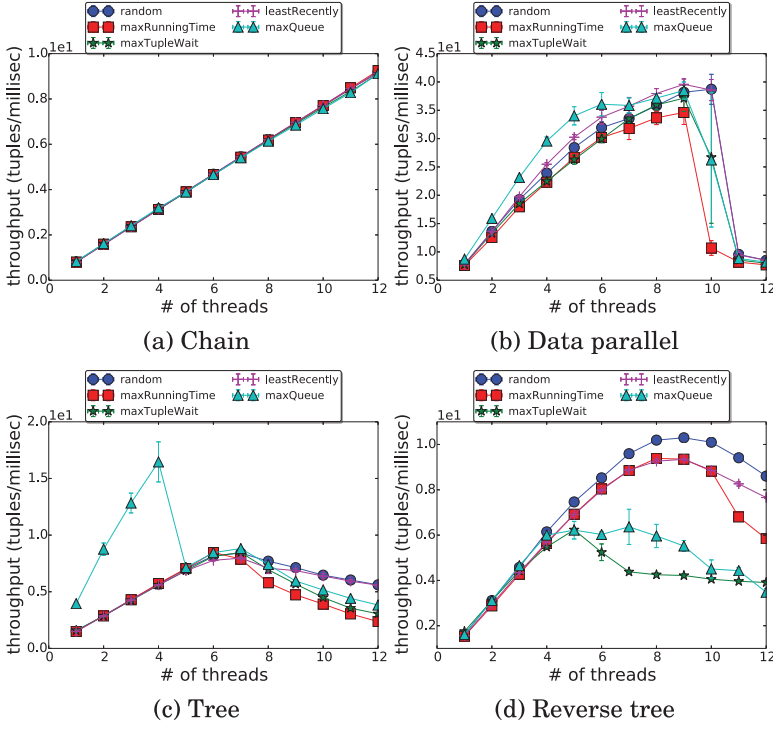 random
maxRunningTime
maxTupleWait
leastRecently
maxQueue
1e1
throughput (tuples/millisec)
1.0
0.8
0.6
0.4
0.2
0.0
0 2 4 6 8 10 12
# of threads
(a) Chain
random
maxRunningTime
maxTupleWait
leastRecently
maxQueue
1e1
throughput (tuples/millisec)
4.5
4.0
3.5
3.0
2.5
2.0
1.5
1.0
0.5
0 2 4 6 8 10 12
# of threads
(b) Data parallel
random
maxRunningTime
maxTupleWait
leastRecently
maxQueue
1e1
throughput (tuples/millisec)
2.0
1.5
1.0
0.5
0.0
0 2 4 6 8 10 12
# of threads
(c) Tree
random
maxRunningTime
maxTupleWait
leastRecently
maxQueue
1e1
throughput (tuples/millisec)
1.0
0.8
0.6
0.4
0.2
0 2 4 6 8 10 12
# of threads
(d) Reverse tree